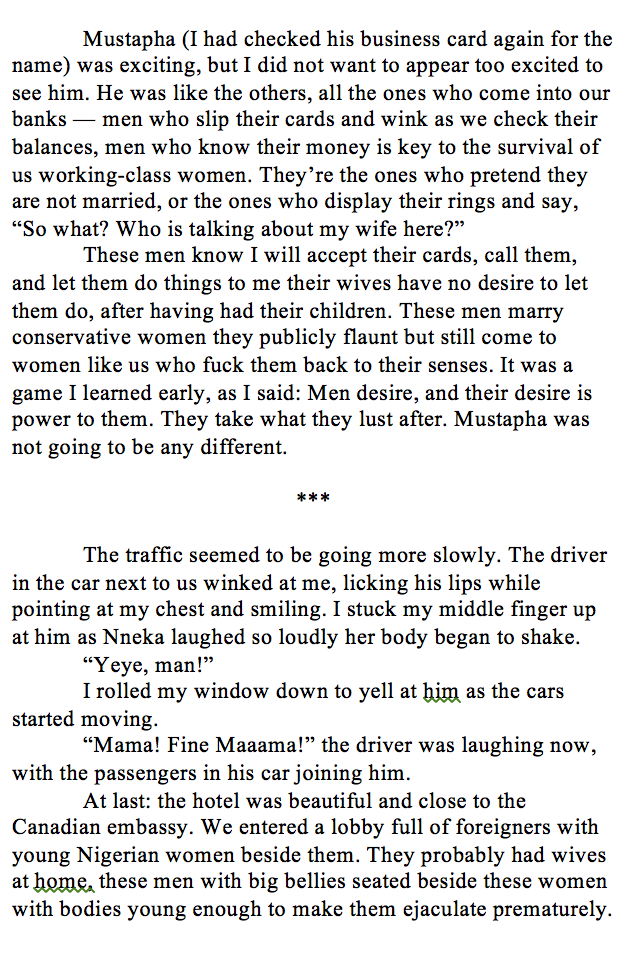 Mustapha (I had checked his business card again for the
name) was exciting, but I did not want to appear too excited to
see him. He was like the others, all the ones who come into our
banks — men who slip their cards and wink as we check their
balances, men who know their money is key to the survival of
us working-class women. They’re the ones who pretend they
are not married, or the ones who display their rings and say,
“So what? Who is talking about my wife here?”
These men know I will accept their cards, call them,
and let them do things to me their wives have no desire to let
them do, after having had their children. These men marry
conservative women they publicly flaunt but still come to
women like us who fuck them back to their senses. It was a
game I learned early, as I said: Men desire, and their desire is
power to them. They take what they lust after. Mustapha was
not going to be any different.
***
The traffic seemed to be going more slowly. The driver
in the car next to us winked at me, licking his lips while
pointing at my chest and smiling. I stuck my middle finger up
at him as Nneka laughed so loudly her body began to shake.
“Yeye, man!”
I rolled my window down to yell at him as the cars
started moving.
“Mama! Fine Maaama!” the driver was laughing now,
with the passengers in his car joining him.
At last: the hotel was beautiful and close to the
Canadian embassy. We entered a lobby full of foreigners with
young Nigerian women beside them. They probably had wives
at home, these men with big bellies seated beside these women
with bodies young enough to make them ejaculate prematurely.